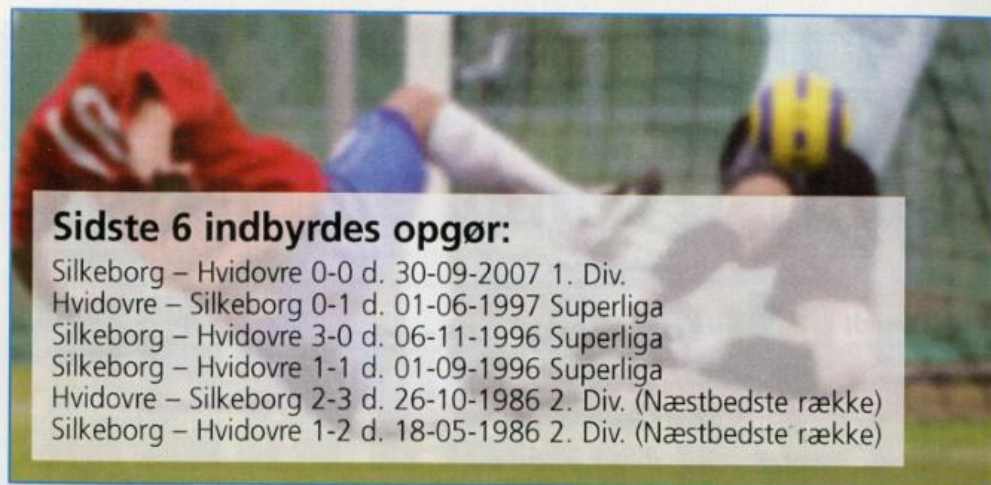 Sidste 6 indbyrdes opgør:
Silkeborg – Hvidovre 0-0 d. 30-09-2007 1. Div.
Hvidovre – Silkeborg 0-1 d. 01-06-1997 Superliga
Silkeborg – Hvidovre 3-0 d. 06-11-1996 Superliga
Silkeborg – Hvidovre 1-1 d. 01-09-1996 Superliga
Hvidovre – Silkeborg 2-3 d. 26-10-1986 2. Div. (Næstbedste række)
Silkeborg – Hvidovre 1-2 d. 18-05-1986 2. Div. (Næstbedste række)